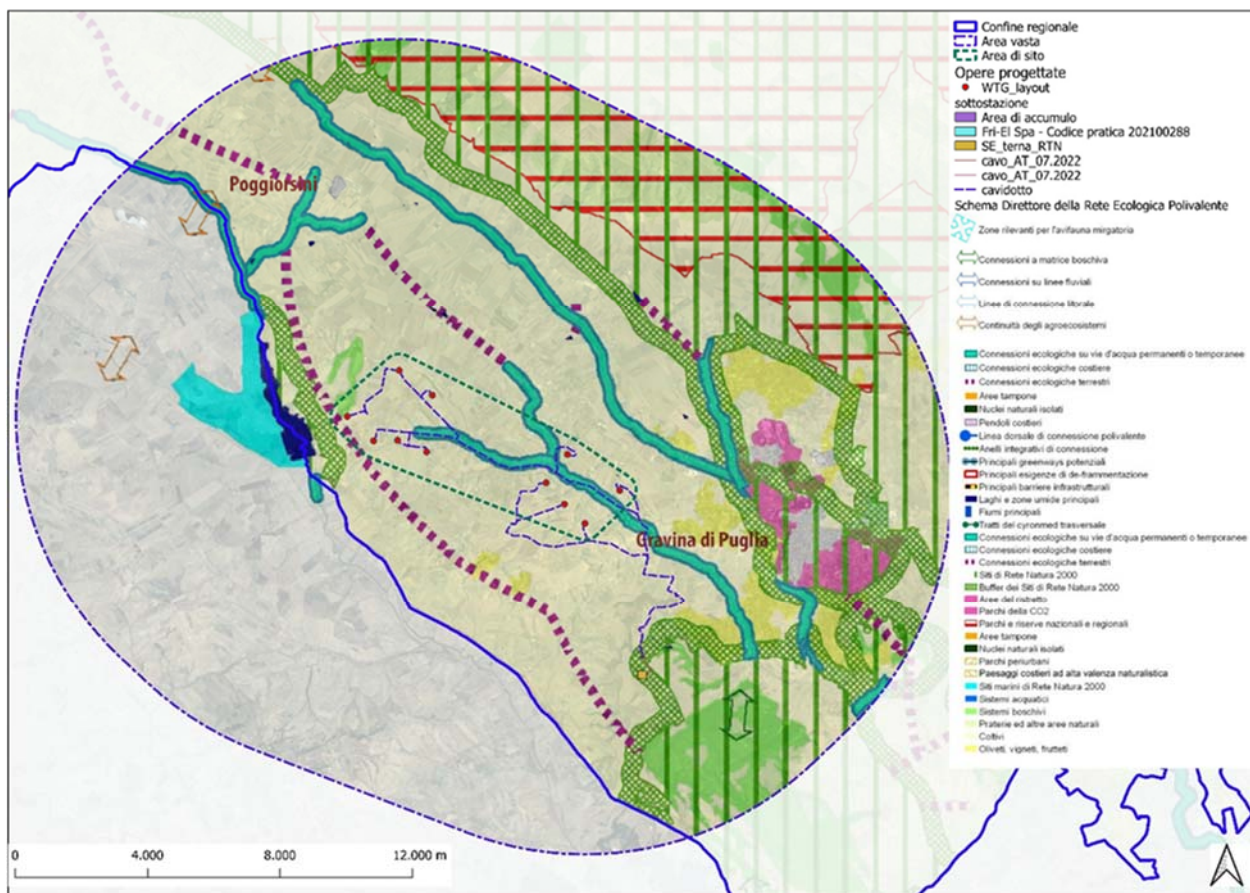 Confine regionale
Area vasta
Area di sito
Opere progettate
WTG_layout
sottostazione
Area di accumulo
Fri-El Spa - Codice pratica 202100288
SE_terna_RTN
cavo_AT_07.2022
cavo_AT_07.2022
cavidotto
Schema Direttore della Rete Ecologica Polivalente
Zone rilevanti per l'avifauna mirgatoria
Connessioni a matrice boschiva
Connessioni su linee fluviali
Linee di connessione litorale
Continuità degli agroecosistemi
Connessioni ecologiche su vie d'acqua permanenti o temporanee
Connessioni ecologiche costiere
Connessioni ecologiche terrestri
Aree tampone
Nuclei naturali isolati
Pendoli costieri
Linea dorsale di connessione polivalente
Anelli integrativi di connessione
Principali greenways potenziali
Principali esigenze di de-frammentazione
Principali barriere infrastrutturali
Laghi e zone umide principali
Fiumi principali
Tratti del cyronmed trasversale
Connessioni ecologiche su vie d'acqua permanenti o temporanee
Connessioni ecologiche costiere
Connessioni ecologiche terrestri
Siti di Rete Natura 2000
Buffer dei Siti di Rete Natura 2000
Aree del ristretto
Parchi della CO2
Parchi e riserve nazionali e regionali
Aree tampone
Nuclei naturali isolati
Parchi periurbani
Paesaggi costieri ad alta valenza naturalistica
Siti marini di Rete Natura 2000
Sistemi acquatici
Sistemi boschivi
Praterie ed altre aree naturali
Coltivi
Oliveti, vigneti, frutteti
Poggiorsini
Gravina di Puglia
0 4.000 8.000 12.000 m